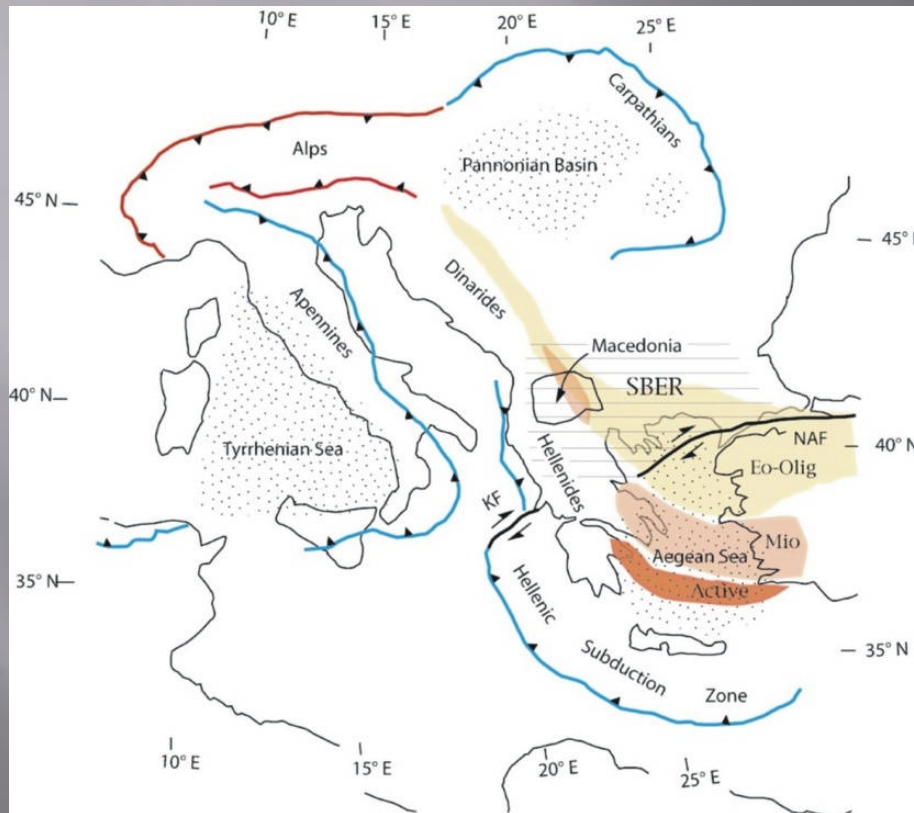 10° E
15° E
20° E
25° E
Carpathians
Alps
Pannonian Basin
45° N
45° N
Dinarides
Apennines
Macedonia
SBER
40° N
NAF
40° N
Tyrrhenian Sea
Hellenides
Eo-Olig
KF
Mio
Aegean Sea
35° N
Active
Hellenic
Subduction
Zone
35° N
10° E
15° E
20° E
25° E